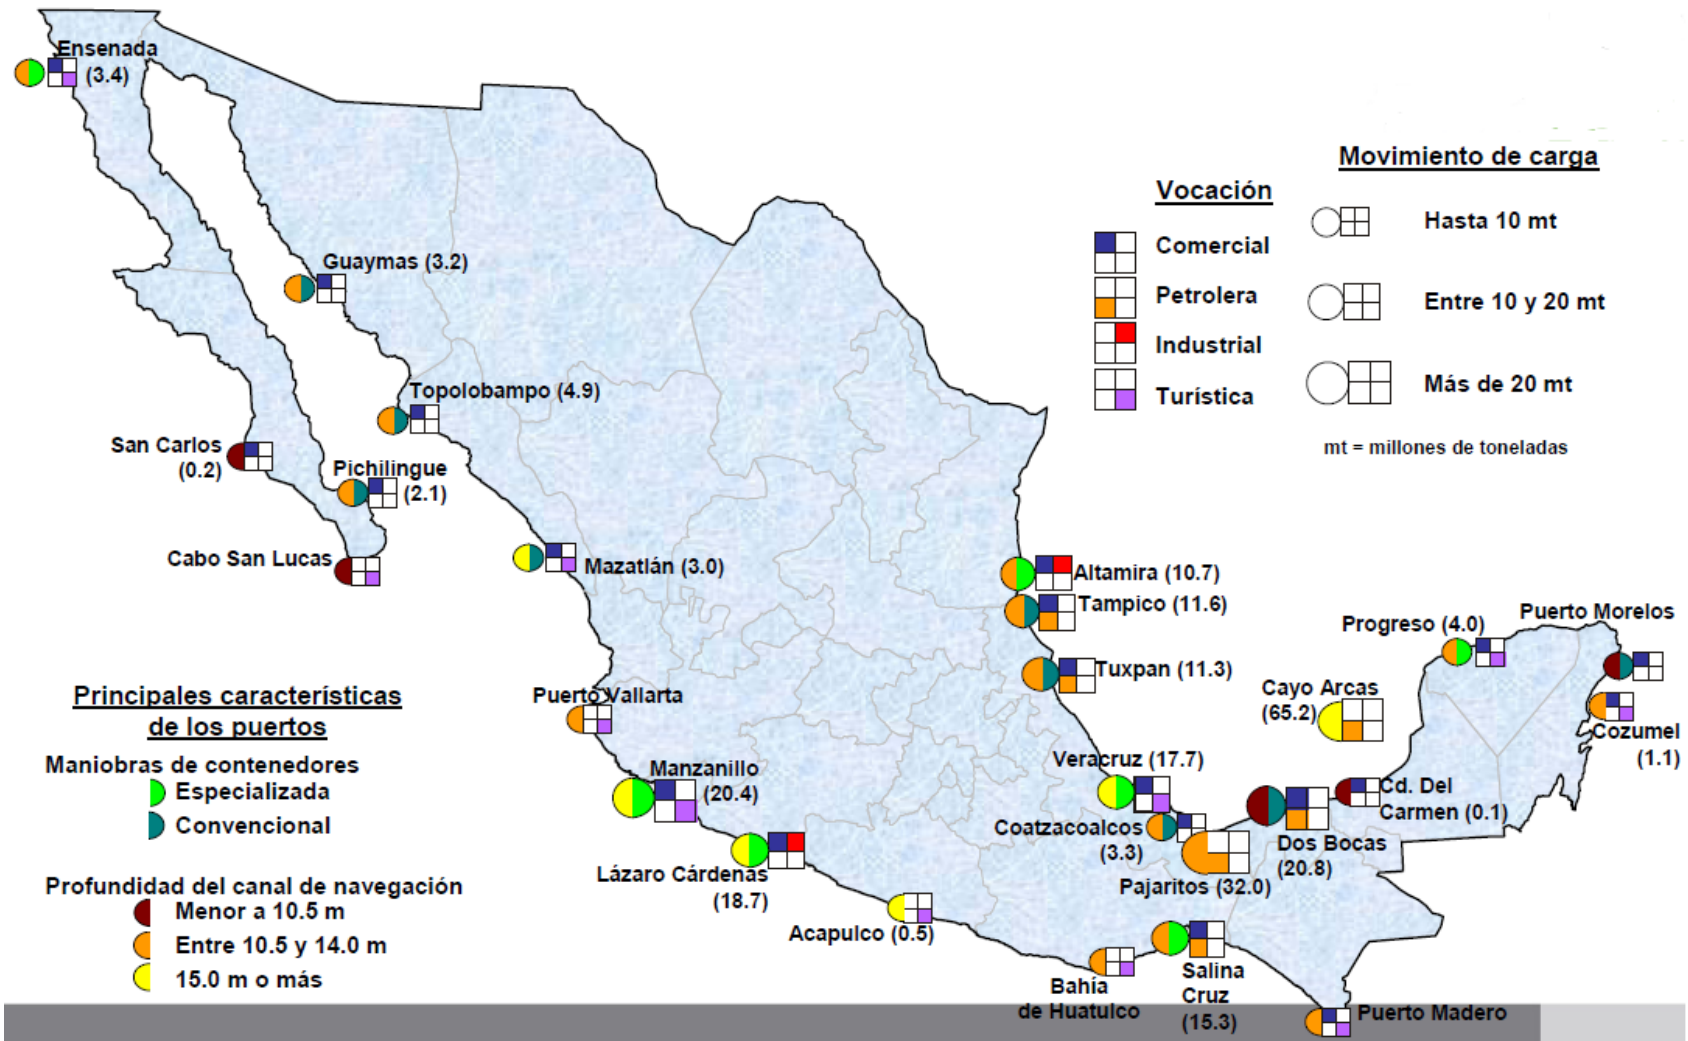 Ensenada
(3.4)
Guaymas (3.2)
Topolobampo (4.9)
San Carlos
(0.2)
Pichilingue
(2.1)
Cabo San Lucas
Mazatlán (3.0)
Puerto Vallarta
Manzanillo
(20.4)
Lázaro Cárdenas
(18.7)
Acapulco (0.5)
Bahía
de Huatulco
Salina
Cruz
(15.3)
Puerto Madero
Altamira (10.7)
Tampico (11.6)
Tuxpan (11.3)
Veracruz (17.7)
Coatzacoalcos
(3.3)
Pajaritos (32.0)
Dos Bocas
(20.8)
Cd. Del
Carmen (0.1)
Cayo Arcas
(65.2)
Progreso (4.0)
Puerto Morelos
Cozumel
(1.1)
Vocación
Comercial
Petrolera
Industrial
Turística
Movimiento de carga
Hasta 10 mt
Entre 10 y 20 mt
Más de 20 mt
mt = millones de toneladas
Principales características
de los puertos
Maniobras de contenedores
Especializada
Convencional
Profundidad del canal de navegación
Menor a 10.5 m
Entre 10.5 y 14.0 m
15.0 m o más